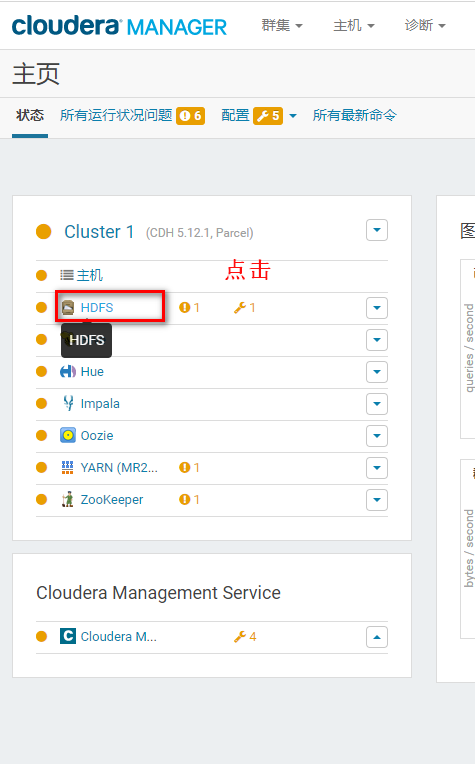 cloudera MANAGER 群集 主机 诊断
主页
状态 所有运行状况问题 6 配置 5 所有最新命令
Cluster 1 (CDH 5.12.1, Parcel)
主机
点击
HDFS 1 1
HDFS
Hue
Impala
Oozie
YARN (MR2... 1
ZooKeeper 1
Cloudera Management Service
Cloudera M... 4
queries / second
bytes / second